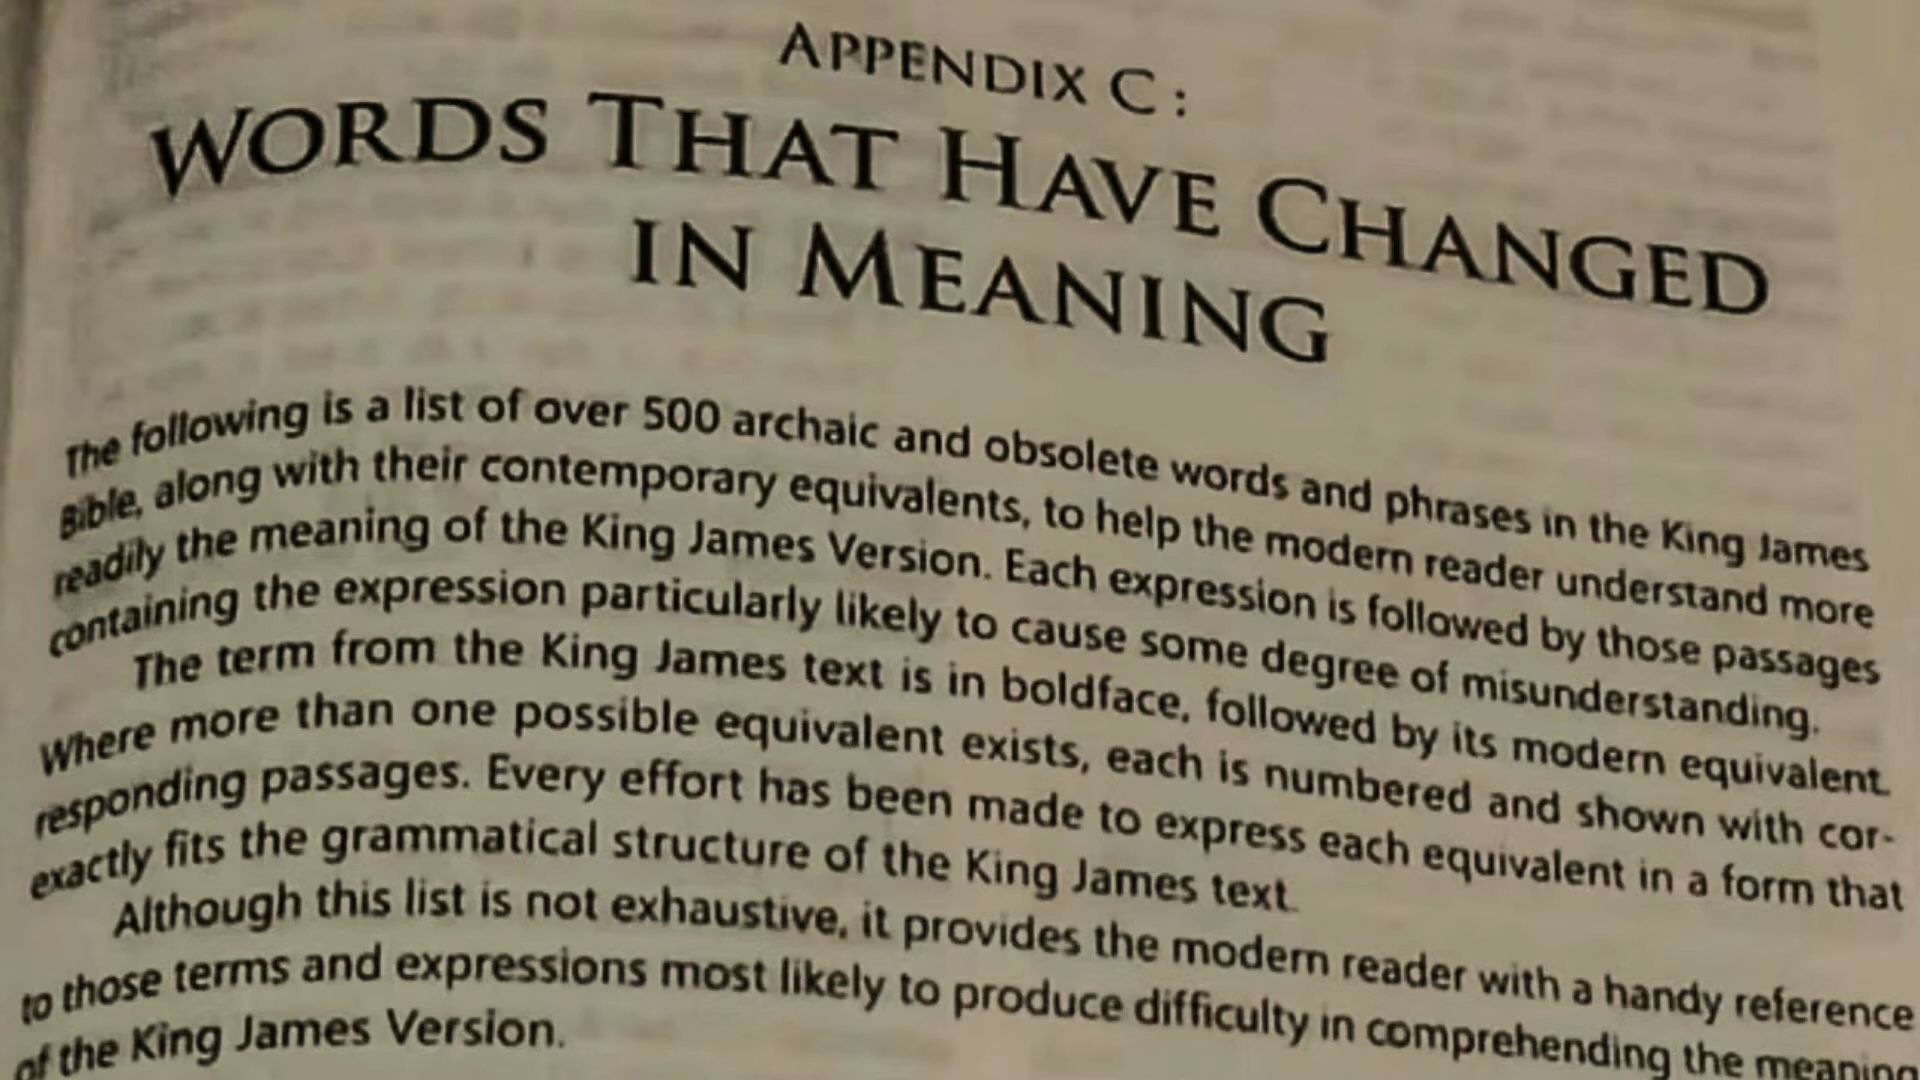 APPENDIX C:
WORDS THAT HAVE CHANGED
IN MEANING
The following is a list of over 500 archaic and obsolete words and phrases in the King James
Bible, along with their contemporary equivalents, to help the modern reader understand more
readily the meaning of the King James Version. Each expression is followed by those passages
containing the expression particularly likely to cause some degree of misunderstanding.
The term from the King James text is in boldface, followed by its modern equivalent.
Where more than one possible equivalent exists, each is numbered and shown with cor-
responding passages. Every effort has been made to express each equivalent in a form that
exactly fits the grammatical structure of the King James text.
Although this list is not exhaustive, it provides the modern reader with a handy reference
to those terms and expressions most likely to produce difficulty in comprehending the meaning
of the King James Version.